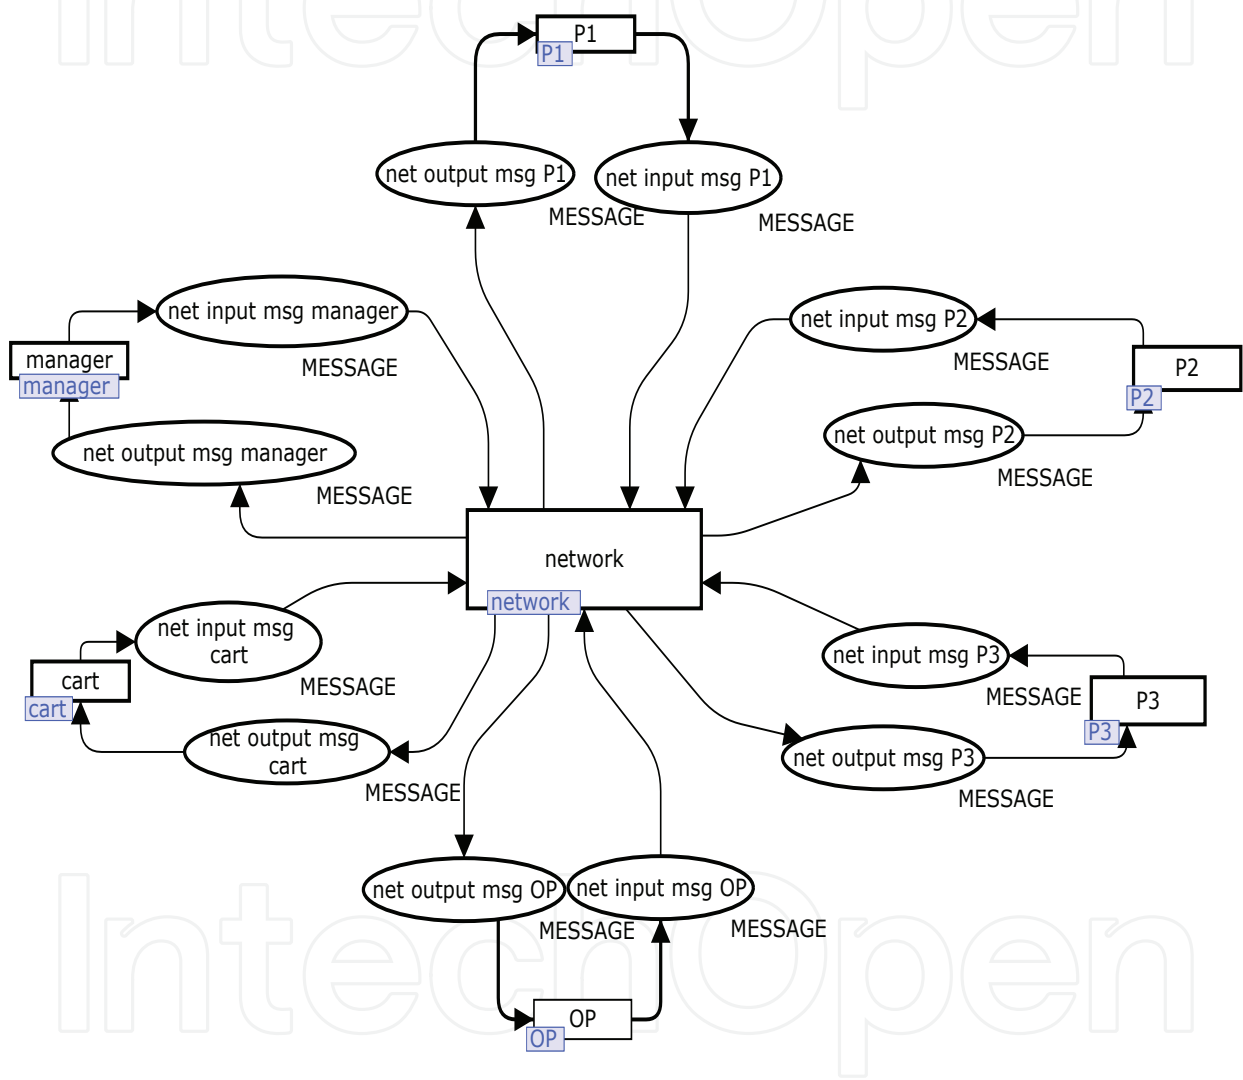 IntechOpen
P1
P1
net output msg P1
net input msg P1
MESSAGE
MESSAGE
net input msg manager
net input msg P2
manager
manager
MESSAGE
MESSAGE
P2
P2
net output msg manager
net output msg P2
MESSAGE
MESSAGE
network
network
net input msg
cart
net input msg P3
cart
cart
MESSAGE
MESSAGE
P3
P3
net output msg
cart
net output msg P3
MESSAGE
MESSAGE
net output msg OP
net input msg OP
MESSAGE
MESSAGE
OP
OP
IntechOpen